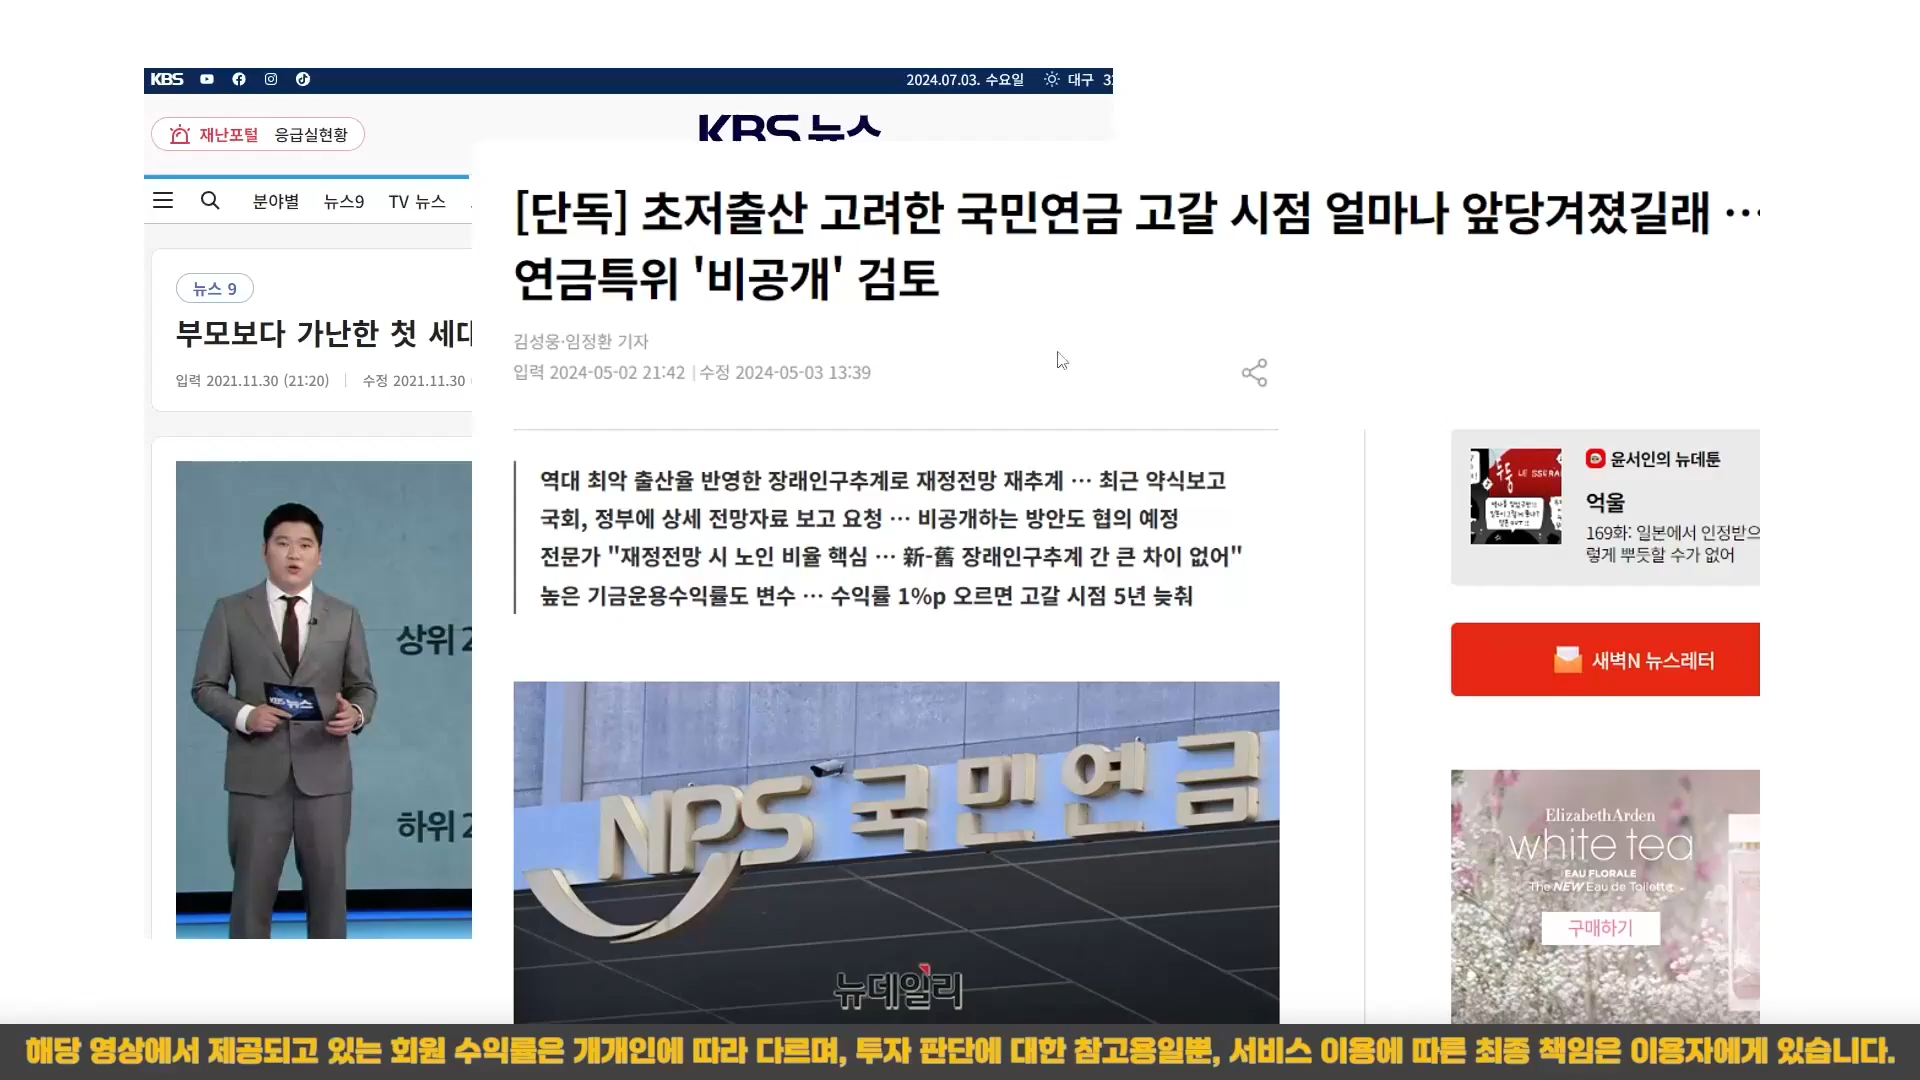 KBS
2024.07.03. 수요일 대구
재난포털 응급실현황
KBS 뉴스
분야별 뉴스9 TV 뉴스
뉴스 9
부모보다 가난한 첫
입력 2021.11.30 (21:20) 수정 2021.11.30
상위
KBS 뉴스
하위
[단독] 초저출산 고려한 국민연금 고갈 시점 얼마나 앞당겨졌길래 …
연금특위 '비공개' 검토
김성웅·임정환 기자
입력 2024-05-02 21:42 | 수정 2024-05-03 13:39
역대 최악 출산율 반영한 장래인구추계로 재정전망 재추계 … 최근 약식보고
국회, 정부에 상세 전망자료 보고 요청 … 비공개하는 방안도 협의 예정
전문가 "재정전망 시 노인 비율 핵심 … 新-舊 장래인구추계 간 큰 차이 없어"
높은 기금운용수익률도 변수 … 수익률 1%p 오르면 고갈 시점 5년 늦춰
NPS 국민연금
뉴데일리
윤서인의 뉴데툰
억울
169화: 일본에서 인정받으
렇게 뿌듯할 수가 없어
새벽N 뉴스레터
ElizabethArden
white tea
EAU FLORALE
The NEW Eau de Toilette
구매하기
해당 영상에서 제공되고 있는 회원 수익률은 개개인에 따라 다르며, 투자 판단에 대한 참고용일뿐, 서비스 이용에 따른 최종 책임은 이용자에게 있습니다.